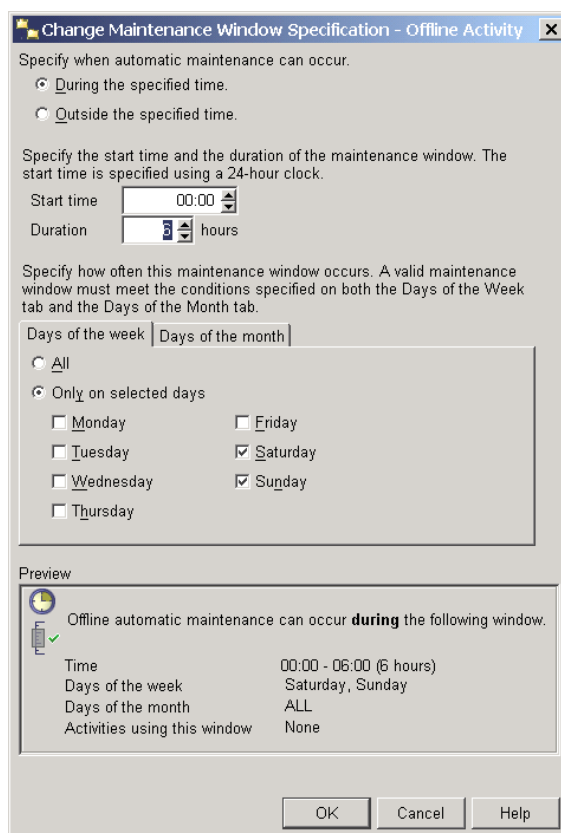 Change Maintenance Window Specification - Offline Activity
Specify when automatic maintenance can occur.
During the specified time.
Outside the specified time.
Specify the start time and the duration of the maintenance window. The
start time is specified using a 24-hour clock.
Start time 00:00
Duration 6 hours
Specify how often this maintenance window occurs. A valid maintenance
window must meet the conditions specified on both the Days of the Week
tab and the Days of the Month tab.
Days of the week Days of the month
All
Only on selected days
Monday Friday
Tuesday Saturday
Wednesday Sunday
Thursday
Preview
Offline automatic maintenance can occur during the following window.
Time 00:00 - 06:00 (6 hours)
Days of the week Saturday, Sunday
Days of the month ALL
Activities using this window None
OK Cancel Help